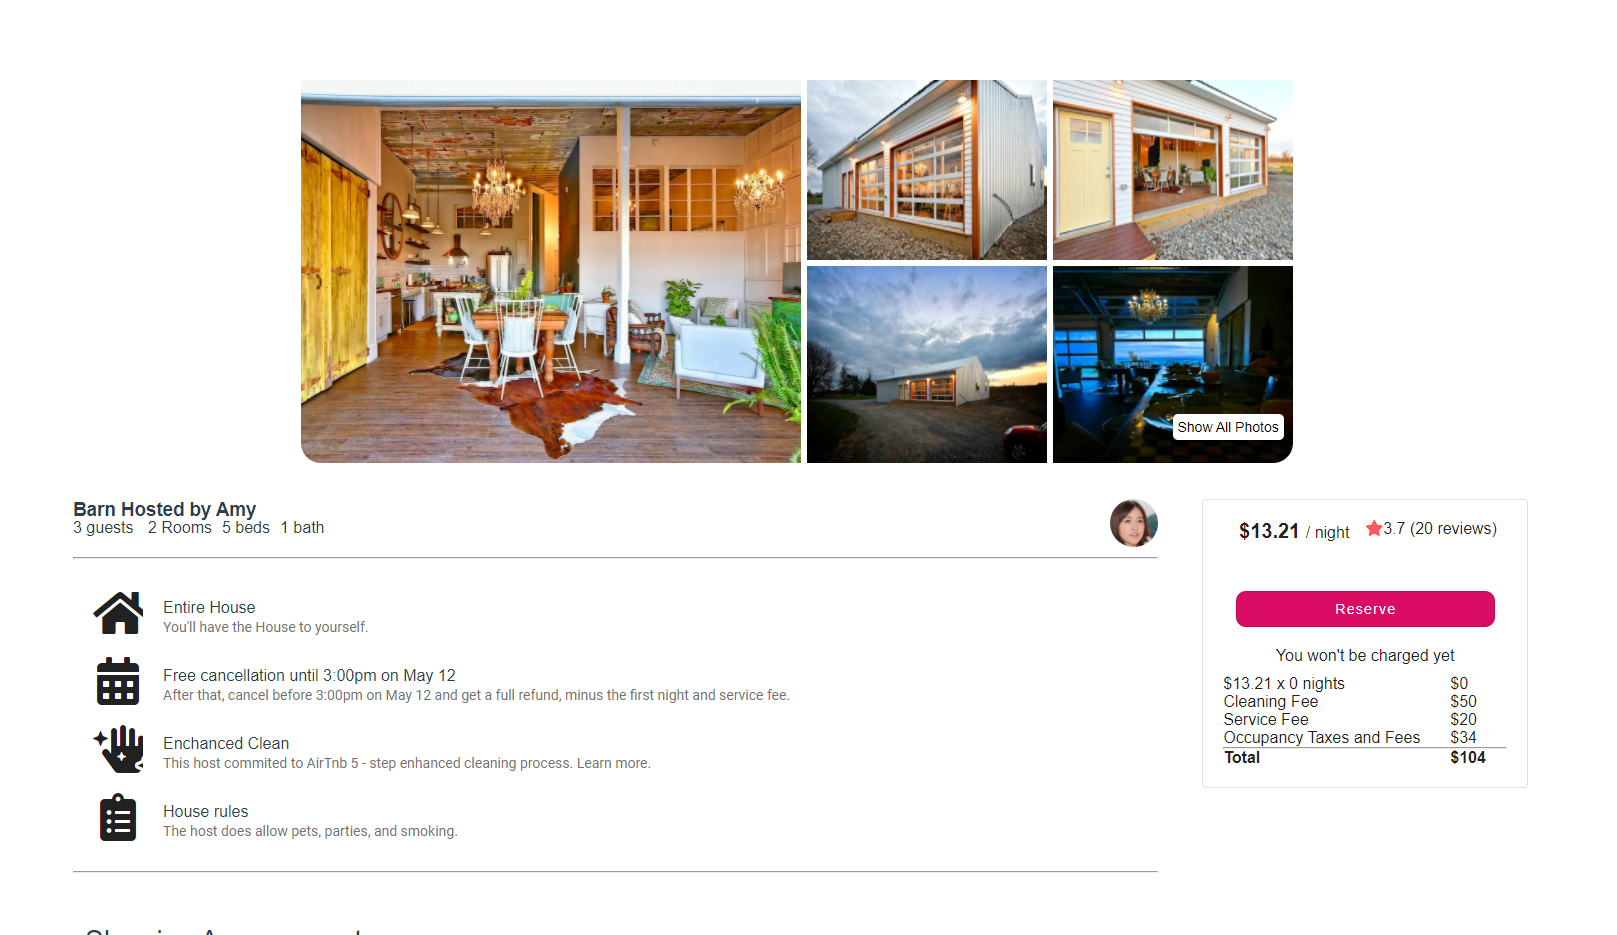 Show All Photos
Barn Hosted by Amy
3 guests 2 Rooms 5 beds 1 bath
Entire House
You'll have the House to yourself.
Free cancellation until 3:00pm on May 12
After that, cancel before 3:00pm on May 12 and get a full refund, minus the first night and service fee.
Enchanced Clean
This host commited to AirTnb 5 - step enhanced cleaning process. Learn more.
House rules
The host does allow pets, parties, and smoking.
$13.21 / night 3.7 (20 reviews)
Reserve
You won't be charged yet
$13.21 x 0 nights $0
Cleaning Fee $50
Service Fee $20
Occupancy Taxes and Fees $34
Total $104